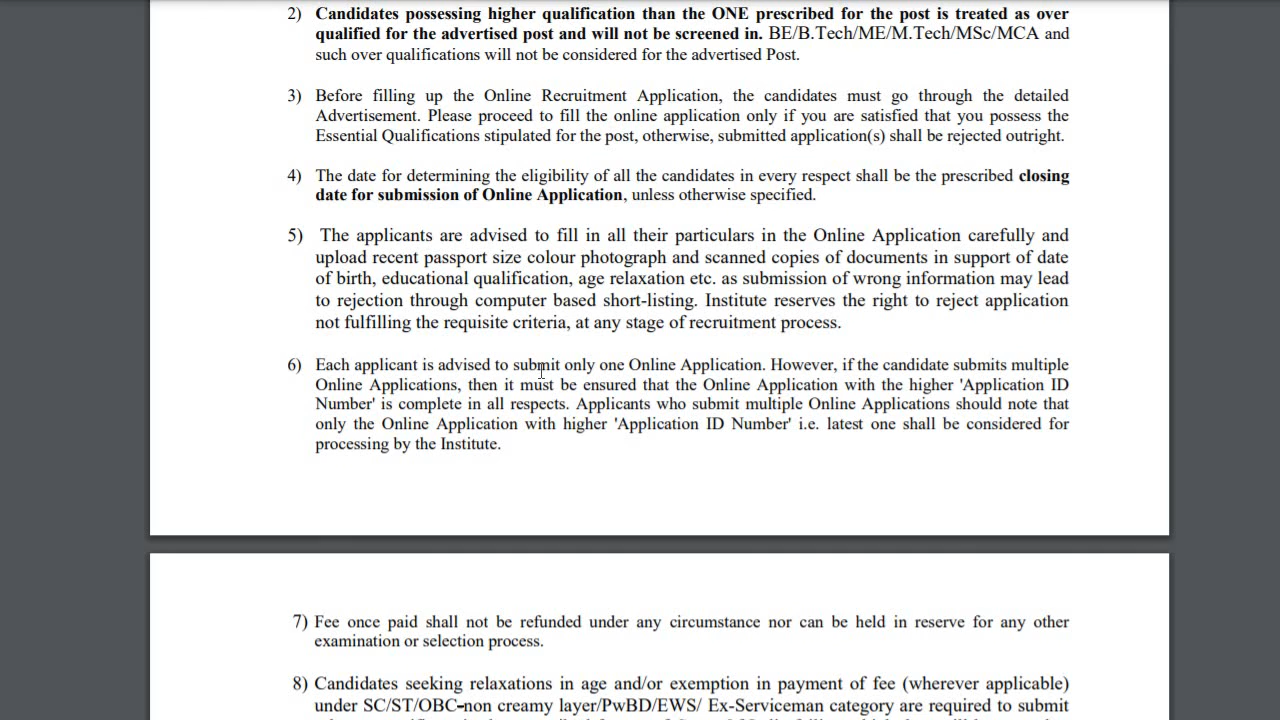 2) Candidates possessing higher qualification than the ONE prescribed for the post is treated as over
qualified for the advertised post and will not be screened in. BE/B.Tech/ME/M.Tech/MSc/MCA and
such over qualifications will not be considered for the advertised Post.
3) Before filling up the Online Recruitment Application, the candidates must go through the detailed
Advertisement. Please proceed to fill the online application only if you are satisfied that you possess the
Essential Qualifications stipulated for the post, otherwise, submitted application(s) shall be rejected outright.
4) The date for determining the eligibility of all the candidates in every respect shall be the prescribed closing
date for submission of Online Application, unless otherwise specified.
5) The applicants are advised to fill in all their particulars in the Online Application carefully and
upload recent passport size colour photograph and scanned copies of documents in support of date
of birth, educational qualification, age relaxation etc. as submission of wrong information may lead
to rejection through computer based short-listing. Institute reserves the right to reject application
not fulfilling the requisite criteria, at any stage of recruitment process.
6) Each applicant is advised to submit only one Online Application. However, if the candidate submits multiple
Online Applications, then it must be ensured that the Online Application with the higher 'Application ID
Number' is complete in all respects. Applicants who submit multiple Online Applications should note that
only the Online Application with higher 'Application ID Number' i.e. latest one shall be considered for
processing by the Institute.
7) Fee once paid shall not be refunded under any circumstance nor can be held in reserve for any other
examination or selection process.
8) Candidates seeking relaxations in age and/or exemption in payment of fee (wherever applicable)
under SC/ST/OBC-non creamy layer/PwBD/EWS/ Ex-Serviceman category are required to submit